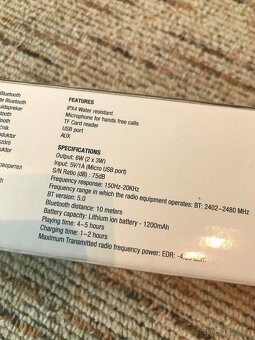 Bluetooth
de Bluetooth
FEATURES
IPX4 Water resistant
Microphone for hands free calls
TF Card reader
USB port
AUX
SPECIFICATIONS
Output: 6W (2 x 3W)
Input: 5V/1A (Micro USB port)
S/N Ratio (dB) : 75dB
Frequency response: 150Hz-20KHz
Frequency range in which the radio equipment operates: BT: 2402~2480 MHz
BT version: 5.0
Bluetooth distance: 10 meters
Battery capacity: Lithium ion battery - 1200mAh
Playing time: 4~5 hours
Charging time: 1~2 hours
Maximum Transmitted radio frequency power: EDR: